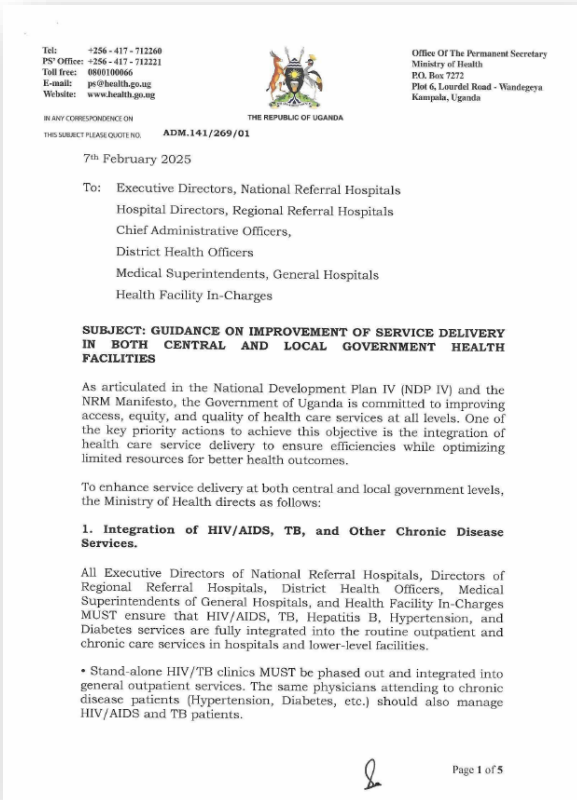 Tel: +256 - 417 - 712260
PS' Office: +256 - 417 - 712221
Toll free: 0800100066
E-mail: ps@health.go.ug
Website: www.health.go.ug
IN ANY CORRESPONDENCE ON
THIS SUBJECT PLEASE QUOTE NO. ADM.141/269/01
THE REPUBLIC OF UGANDA
Office Of The Permanent Secretary
Ministry of Health
P.O. Box 7272
Plot 6, Lourdel Road - Wandegeya
Kampala, Uganda
7th February 2025
To: Executive Directors, National Referral Hospitals
Hospital Directors, Regional Referral Hospitals
Chief Administrative Officers,
District Health Officers
Medical Superintendents, General Hospitals
Health Facility In-Charges
SUBJECT: GUIDANCE ON IMPROVEMENT OF SERVICE DELIVERY
IN BOTH CENTRAL AND LOCAL GOVERNMENT HEALTH
FACILITIES
As articulated in the National Development Plan IV (NDP IV) and the
NRM Manifesto, the Government of Uganda is committed to improving
access, equity, and quality of health care services at all levels. One of
the key priority actions to achieve this objective is the integration of
health care service delivery to ensure efficiencies while optimizing
limited resources for better health outcomes.
To enhance service delivery at both central and local government levels,
the Ministry of Health directs as follows:
1. Integration of HIV/AIDS, TB, and Other Chronic Disease
Services.
All Executive Directors of National Referral Hospitals, Directors of
Regional Referral Hospitals, District Health Officers, Medical
Superintendents of General Hospitals, and Health Facility In-Charges
MUST ensure that HIV/AIDS, TB, Hepatitis B, Hypertension, and
Diabetes services are fully integrated into the routine outpatient and
chronic care services in hospitals and lower-level facilities.
• Stand-alone HIV/TB clinics MUST be phased out and integrated into
general outpatient services. The same physicians attending to chronic
disease patients (Hypertension, Diabetes, etc.) should also manage
HIV/AIDS and TB patients.
Page 1 of 5